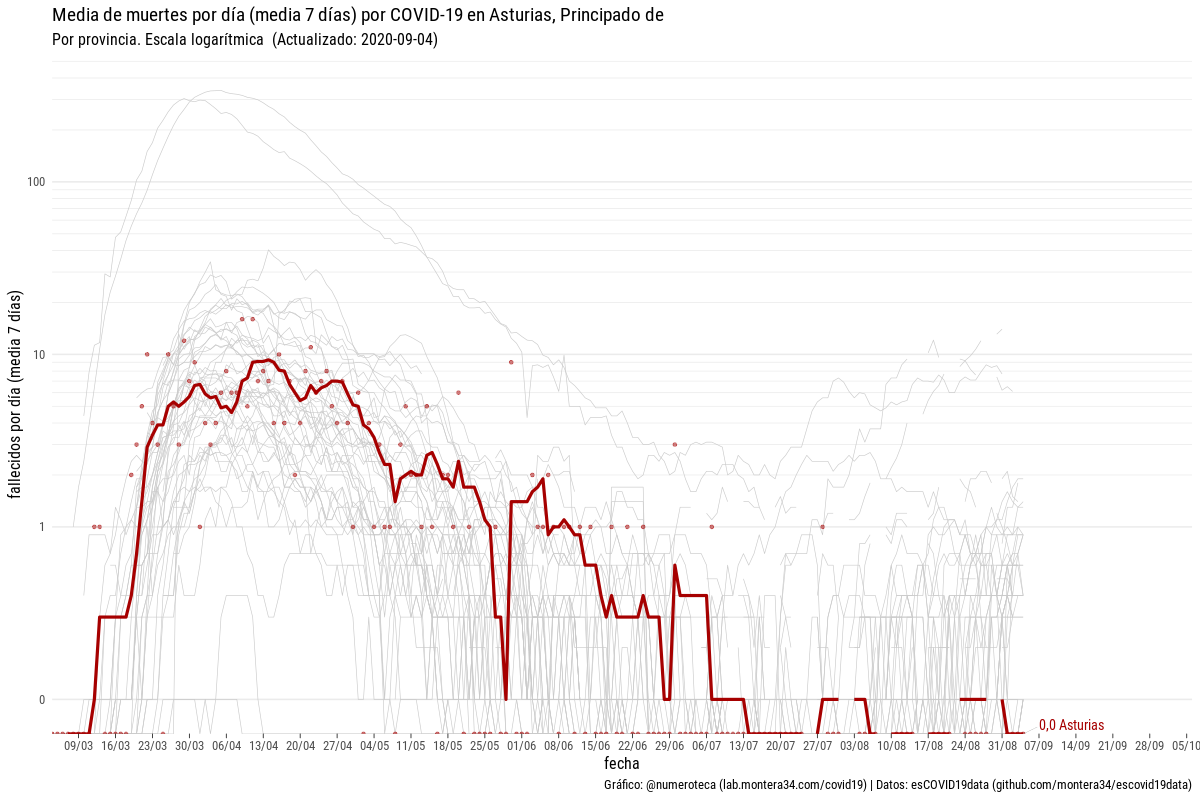 Media de muertes por día (media 7 días) por COVID-19 en Asturias, Principado de
Por provincia. Escala logarítmica  (Actualizado: 2020-09-04)
fallecidos por día (media  7 días)
100
10
1
0
0,0 Asturias
09/03 16/03 23/03 30/03 06/04 13/04 20/04 27/04 04/05 11/05 18/05 25/05 01/06 08/06 15/06 22/06 29/06 06/07 13/07 20/07 27/07 03/08 10/08 17/08 24/08 31/08 07/09 14/09 21/09 28/09 05/10
fecha
Gráfico: @numeroteca (lab.montera34.com/covid19) | Datos: esCOVID19data (github.com/montera34/escovid19data)